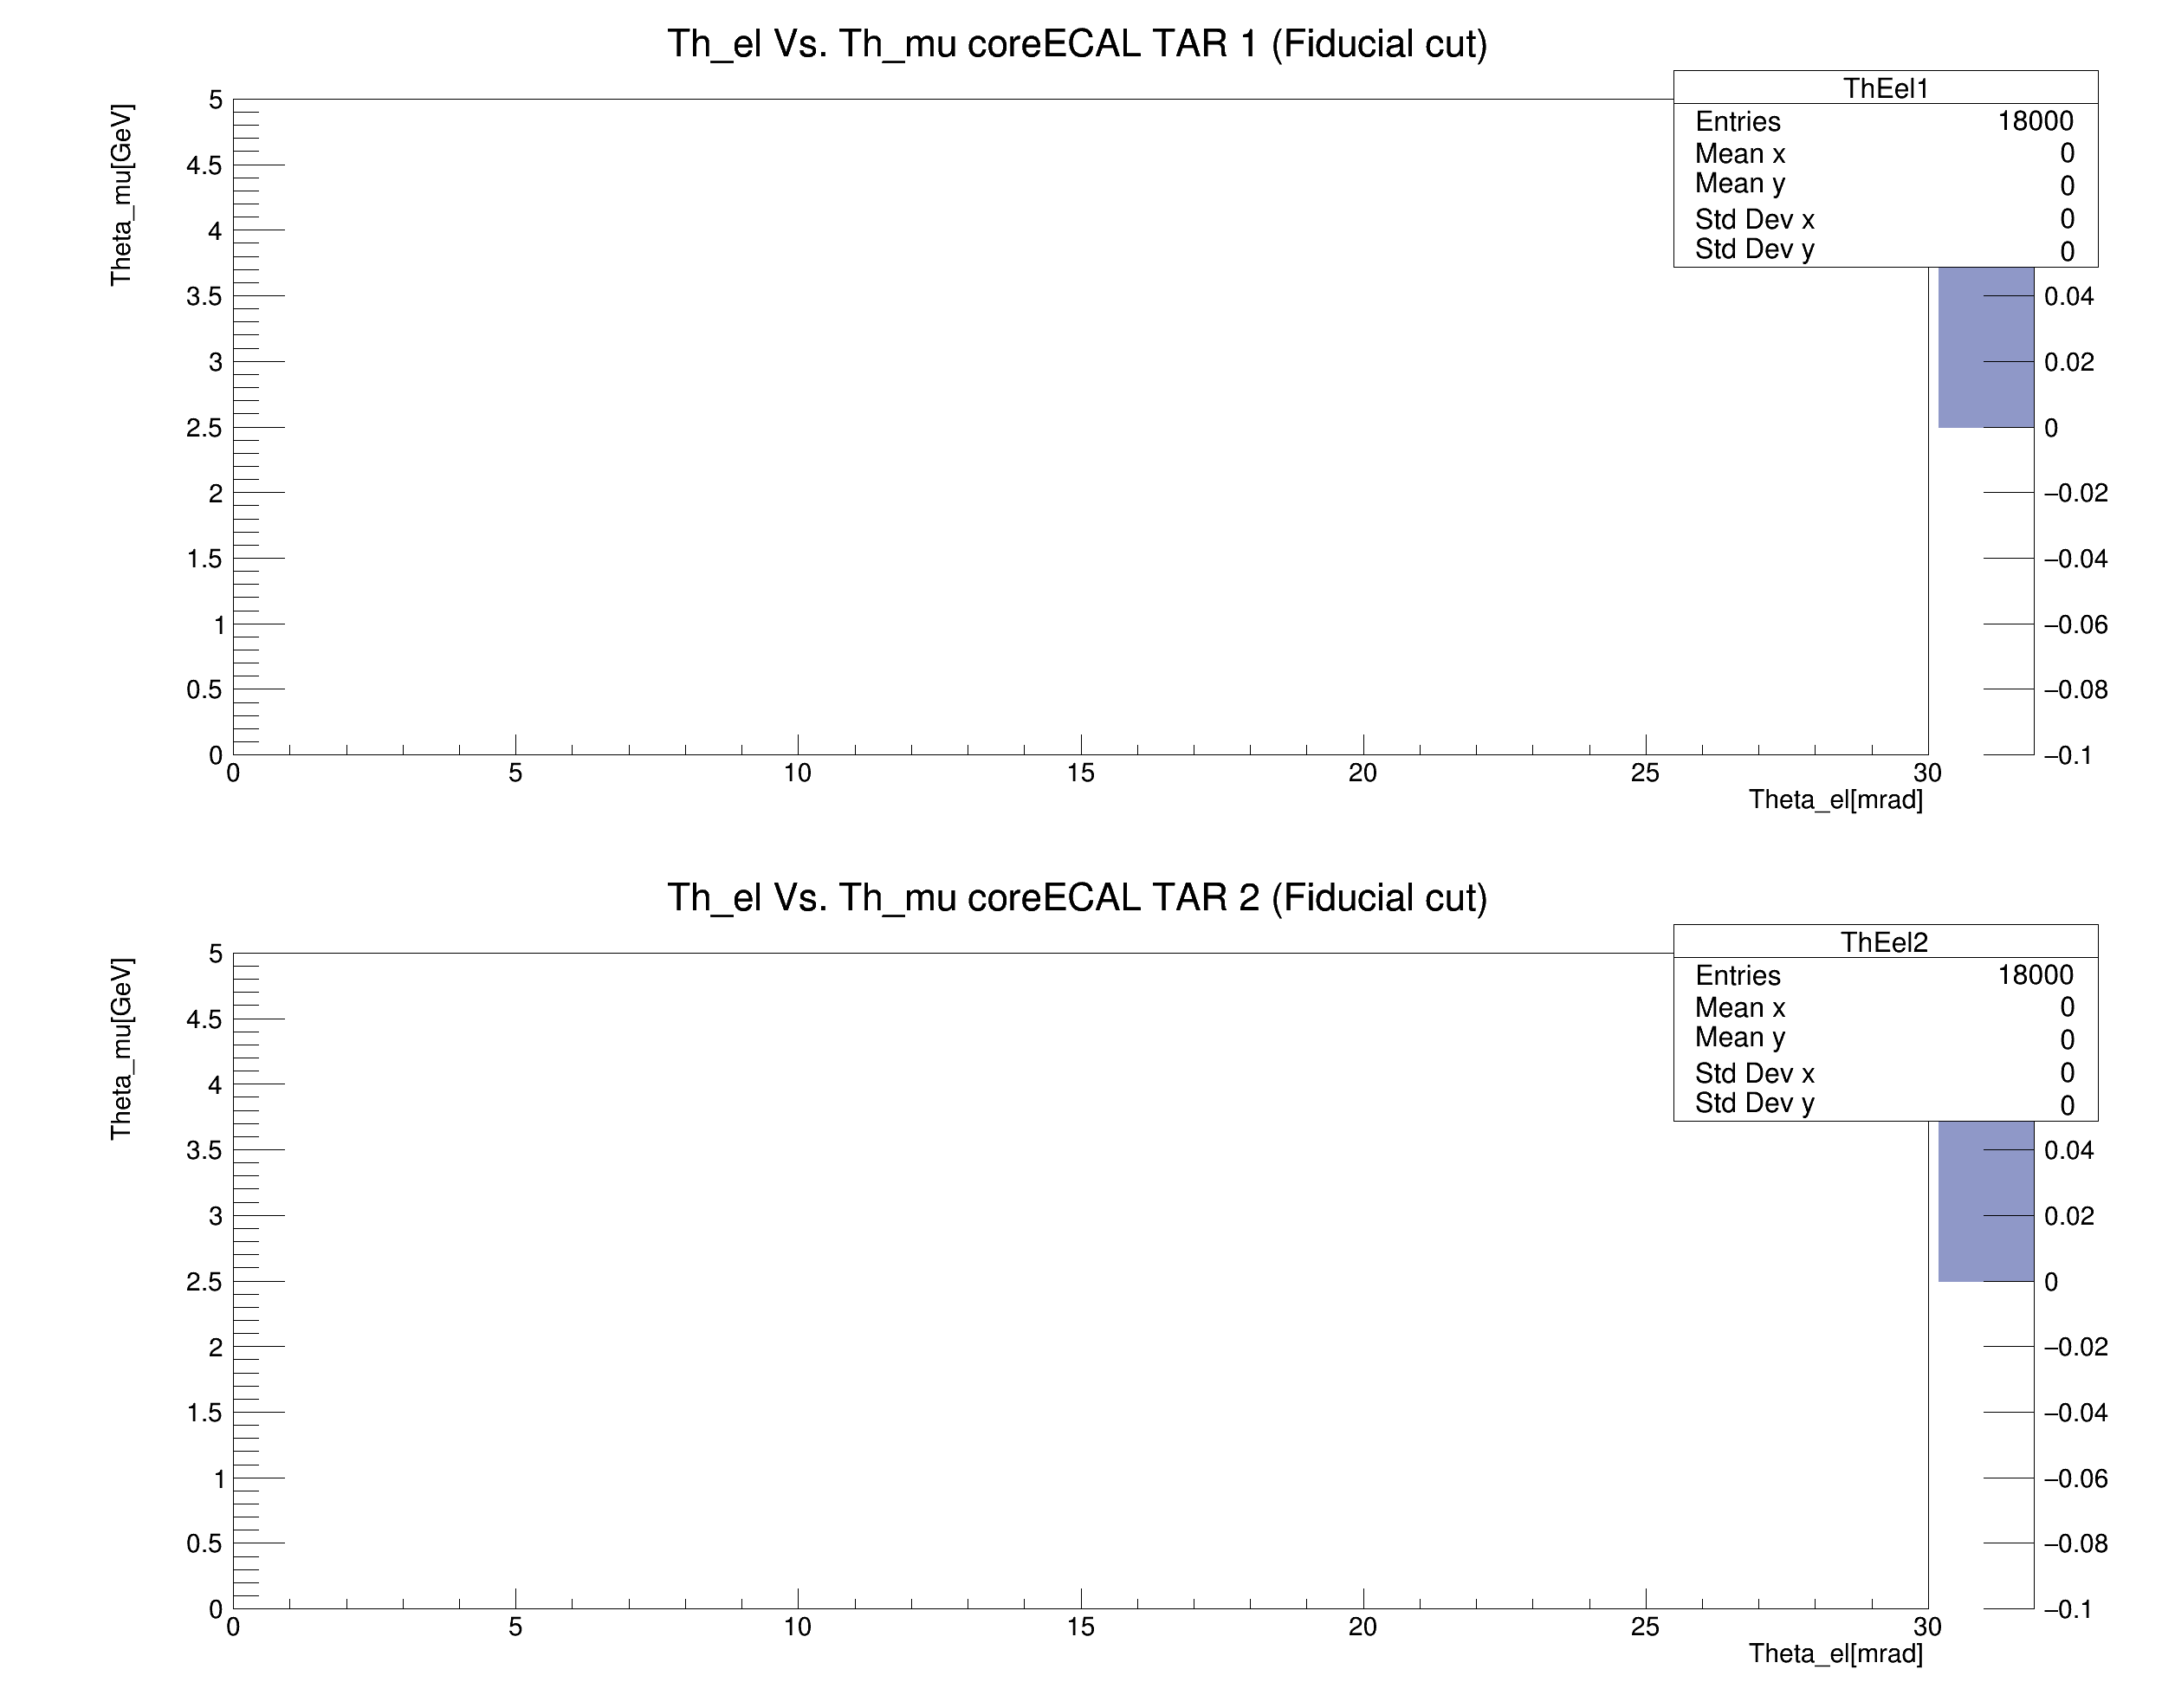 Th_el Vs. Th_mu coreECAL TAR 1 (Fiducial cut)
ThEel1
Entries 18000
Mean x 0
Mean y 0
Std Dev x 0
Std Dev y 0
Theta_mu[GeV]
5
4.5
4
3.5
3
2.5
2
1.5
1
0.5
0
0 5 10 15 20 25 30
Theta_el[mrad]
0.04
0.02
0
−0.02
−0.04
−0.06
−0.08
−0.1
Th_el Vs. Th_mu coreECAL TAR 2 (Fiducial cut)
ThEel2
Entries 18000
Mean x 0
Mean y 0
Std Dev x 0
Std Dev y 0
Theta_mu[GeV]
5
4.5
4
3.5
3
2.5
2
1.5
1
0.5
0
0 5 10 15 20 25 30
Theta_el[mrad]
0.04
0.02
0
−0.02
−0.04
−0.06
−0.08
−0.1